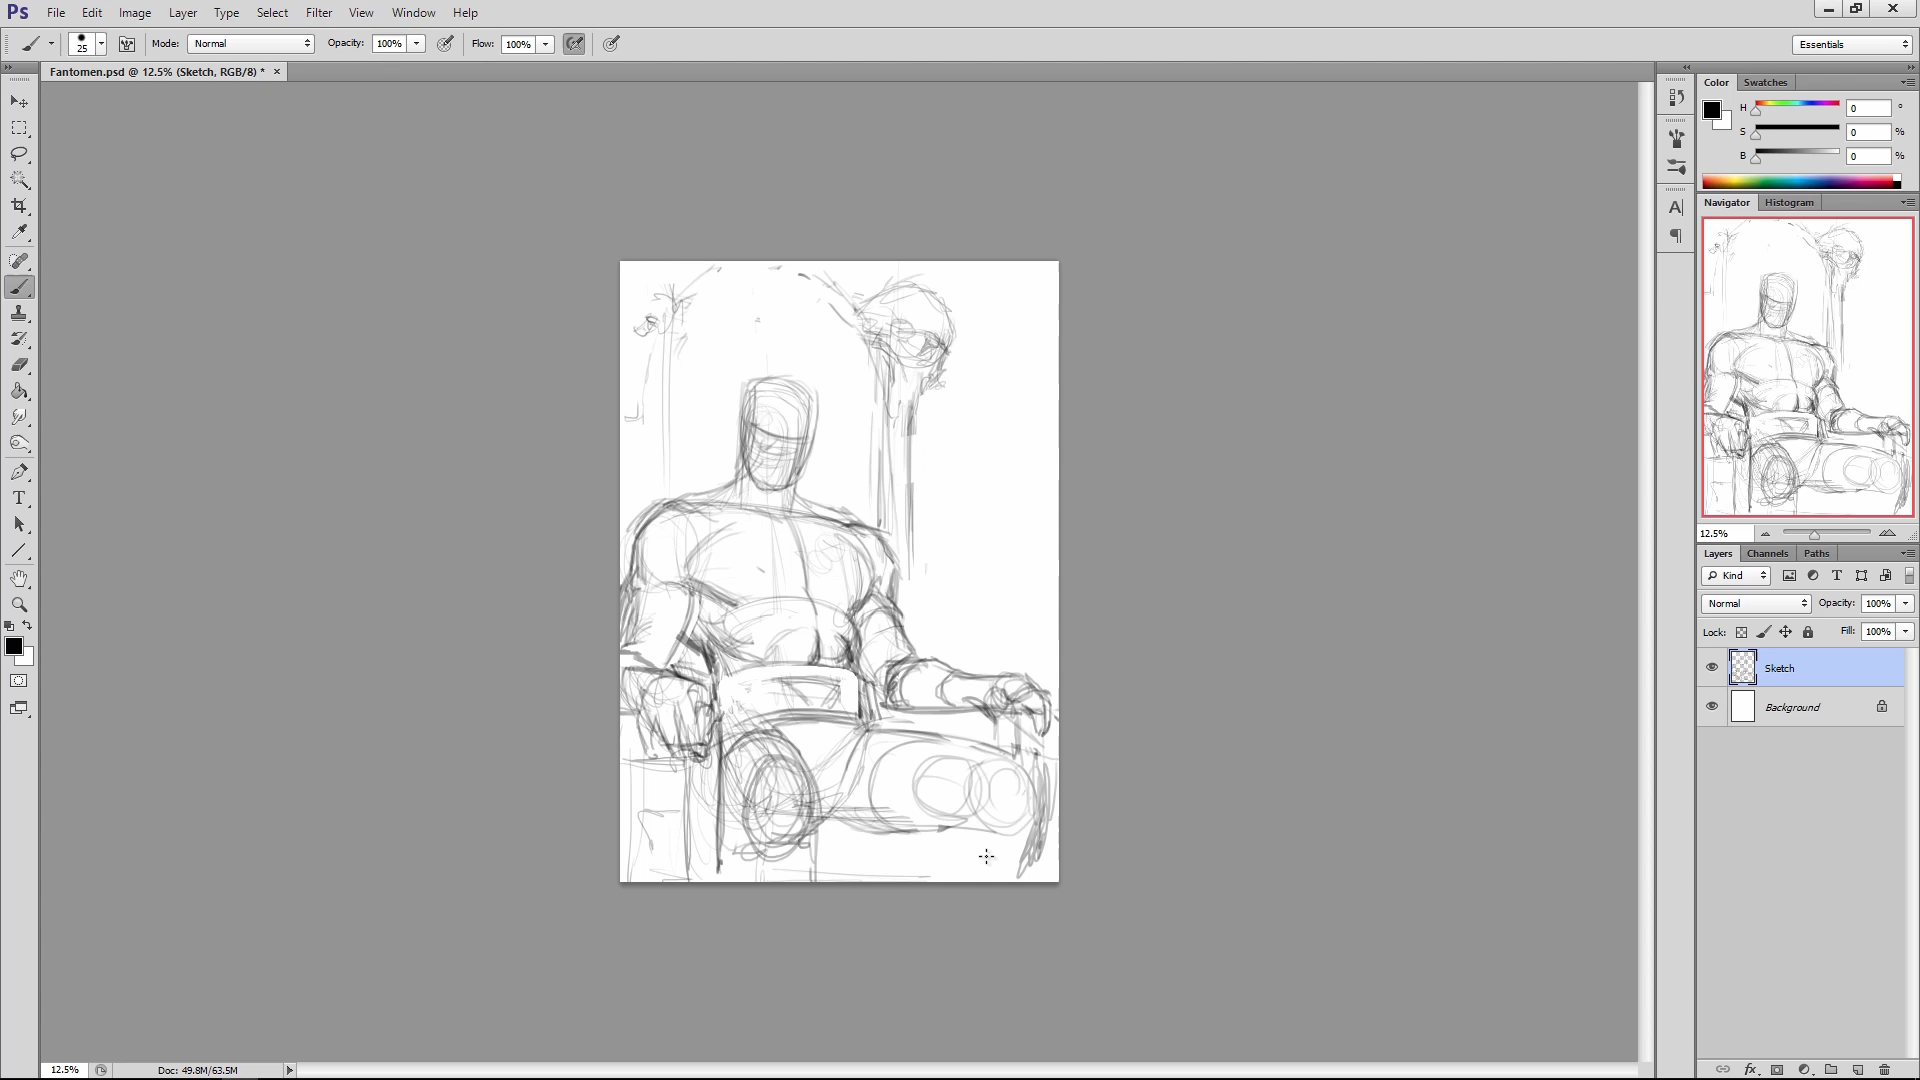 Ps File Edit Image Layer Type Select Filter Extras View Window Help
25 Mode: Normal Opacity: 100% Flow: 100% Essentials
Fantomen.psd @ 12.5% (Sketch, RGB/8) * ×
Color Swatches
H 0 °
S 0 %
B 0 %
Navigator Histogram
12.5%
Layers Channels Paths
Kind
Normal Opacity: 100%
Lock: Fill: 100%
Sketch
Background
12.5% Doc: 49.8M/63.5M